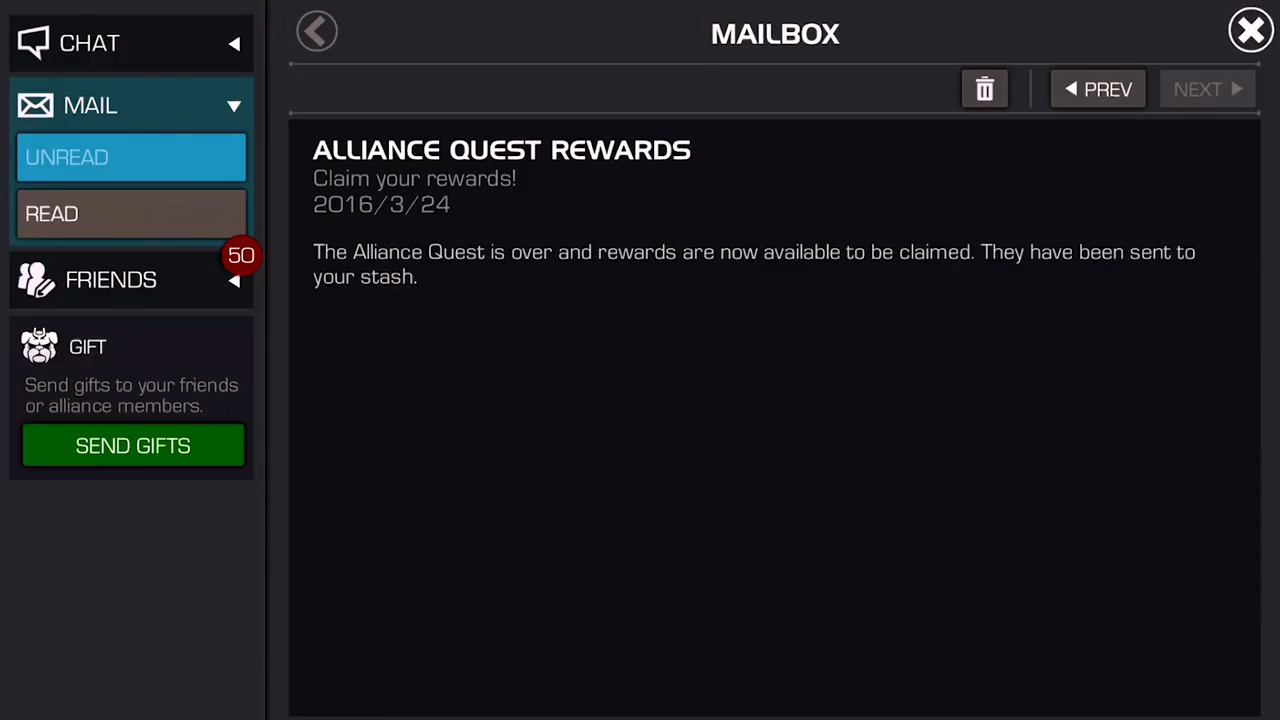 CHAT
MAIL
UNREAD
READ
50
FRIENDS
GIFT
Send gifts to your friends
or alliance members.
SEND GIFTS
MAILBOX
PREV
NEXT
ALLIANCE QUEST REWARDS
Claim your rewards!
2016/3/24
The Alliance Quest is over and rewards are now available to be claimed. They have been sent to
your stash.